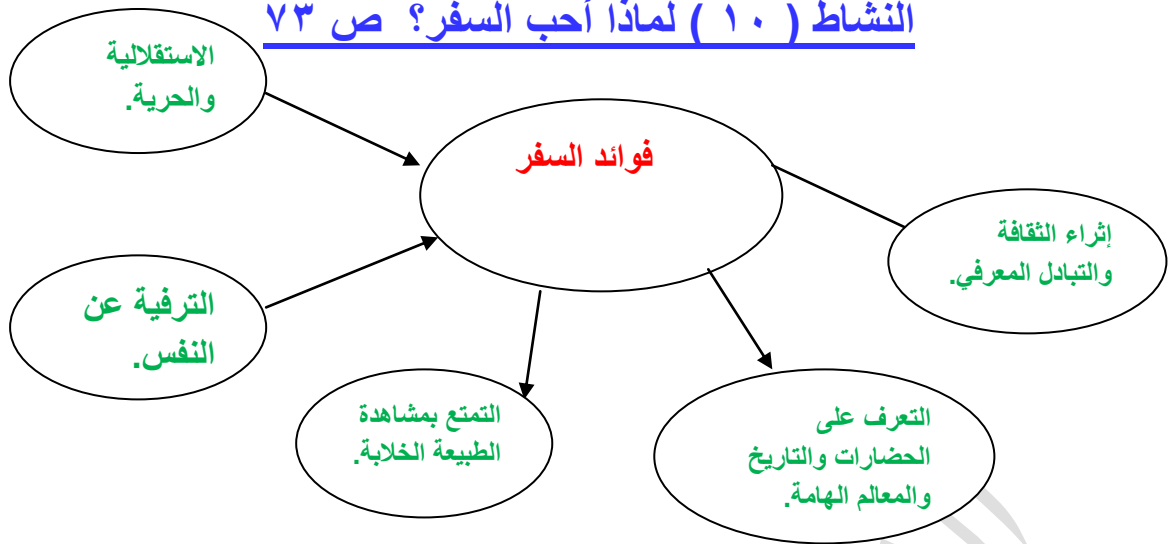 النشاط ( ١٠ ) لماذا أحب السفر؟ ص ٧٣
الاستقلالية
والحرية.
فوائد السفر
إثراء الثقافة
والتبادل المعرفي.
الترفية عن
النفس.
التمتع بمشاهدة
الطبيعة الخلابة.
التعرف على
الحضارات والتاريخ
والمعالم الهامة.